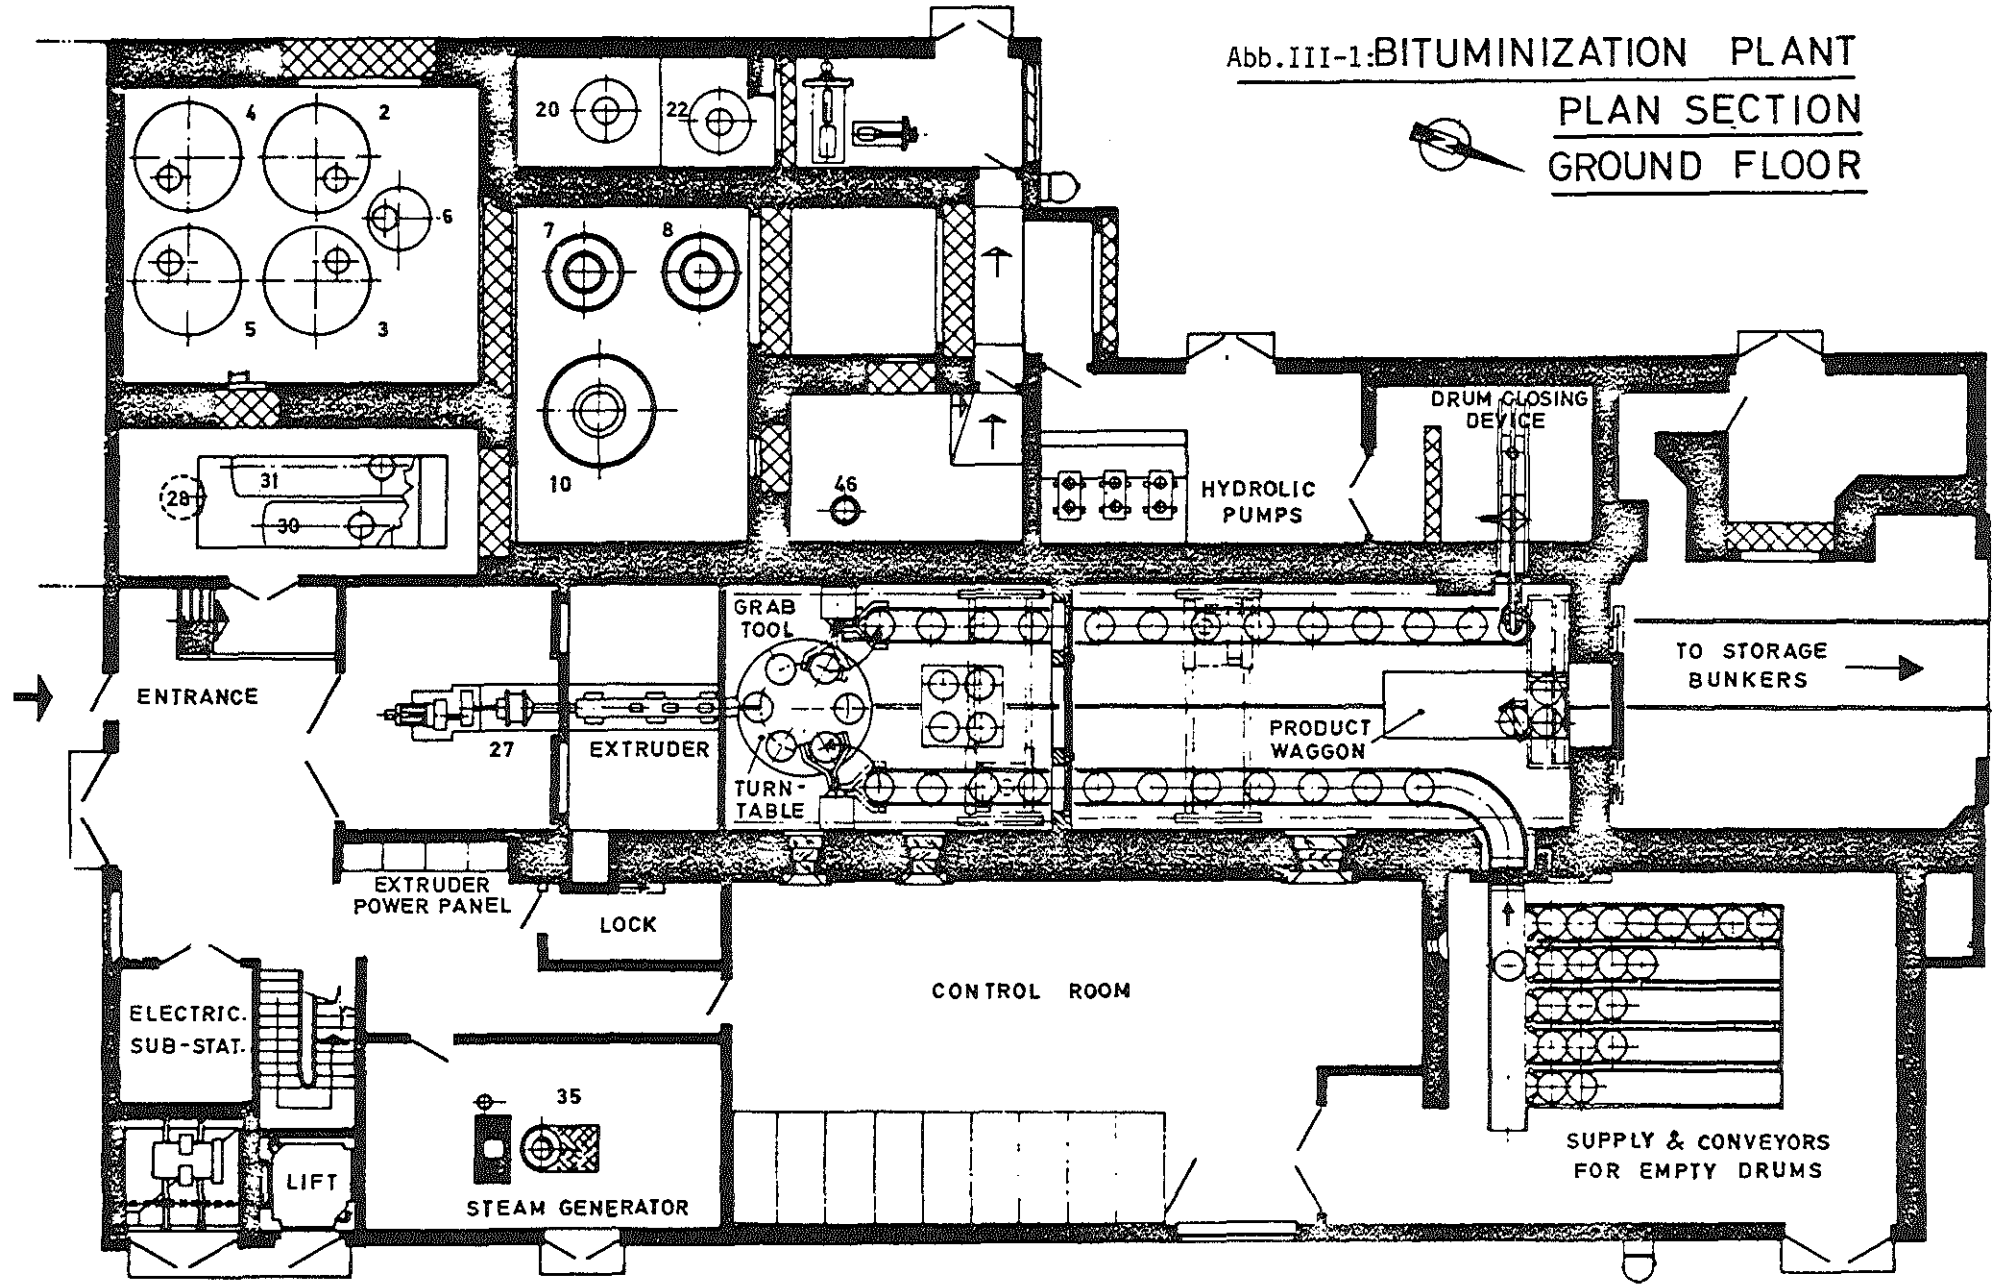 Abb.III-1:BITUMINIZATION PLANT
PLAN SECTION
GROUND FLOOR
4
2
6
5
3
20
22
7
8
10
31
28
30
46
HYDROLIC
PUMPS
DRUM CLOSING
DEVICE
GRAB
TOOL
ENTRANCE
27
EXTRUDER
TURN-
TABLE
PRODUCT
WAGGON
TO STORAGE
BUNKERS
EXTRUDER
POWER PANEL
LOCK
CONTROL ROOM
ELECTRIC.
SUB-STAT.
35
LIFT
STEAM GENERATOR
SUPPLY & CONVEYORS
FOR EMPTY DRUMS